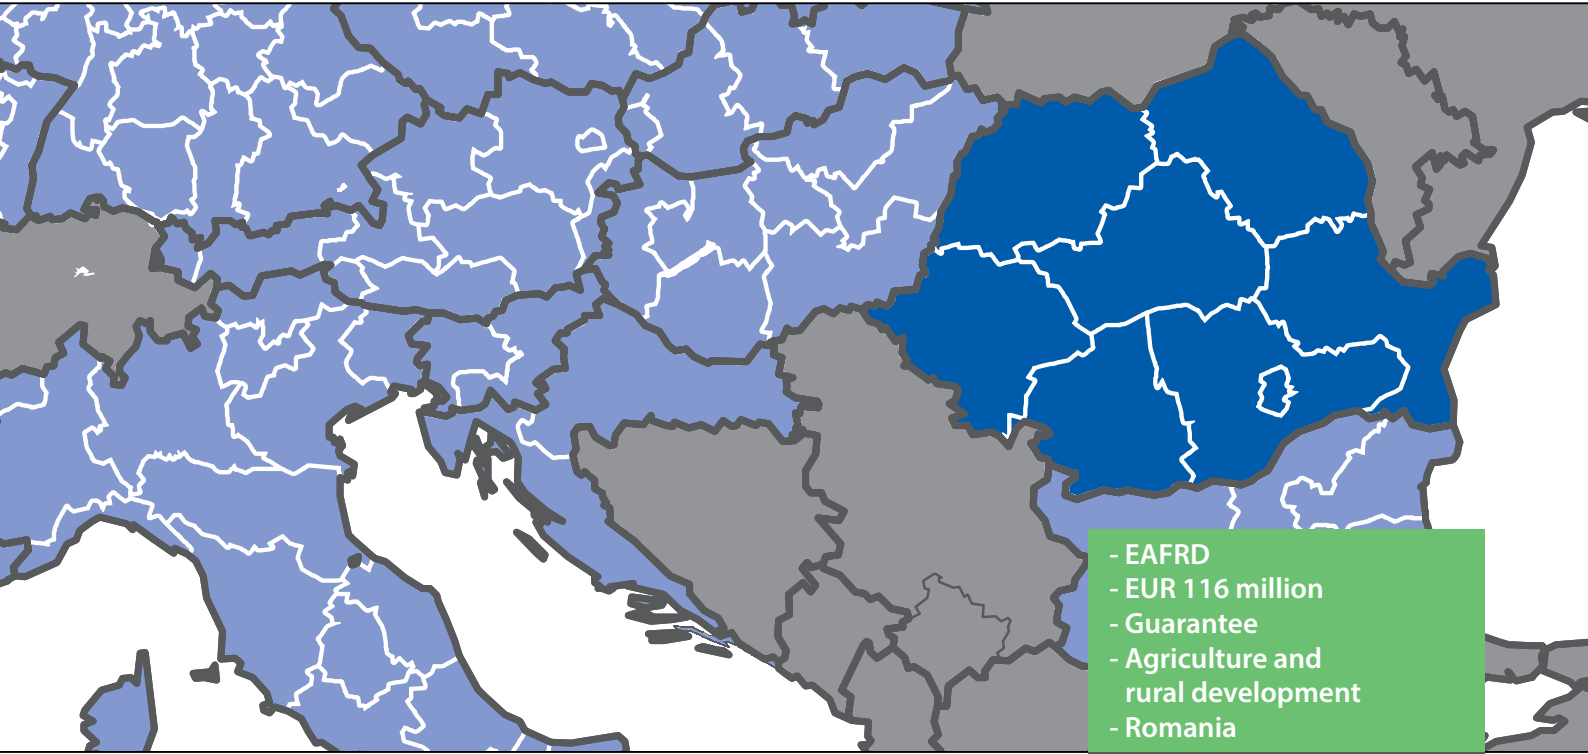 - EAFRD
- EUR 116 million
- Guarantee
- Agriculture and
rural development
- Romania